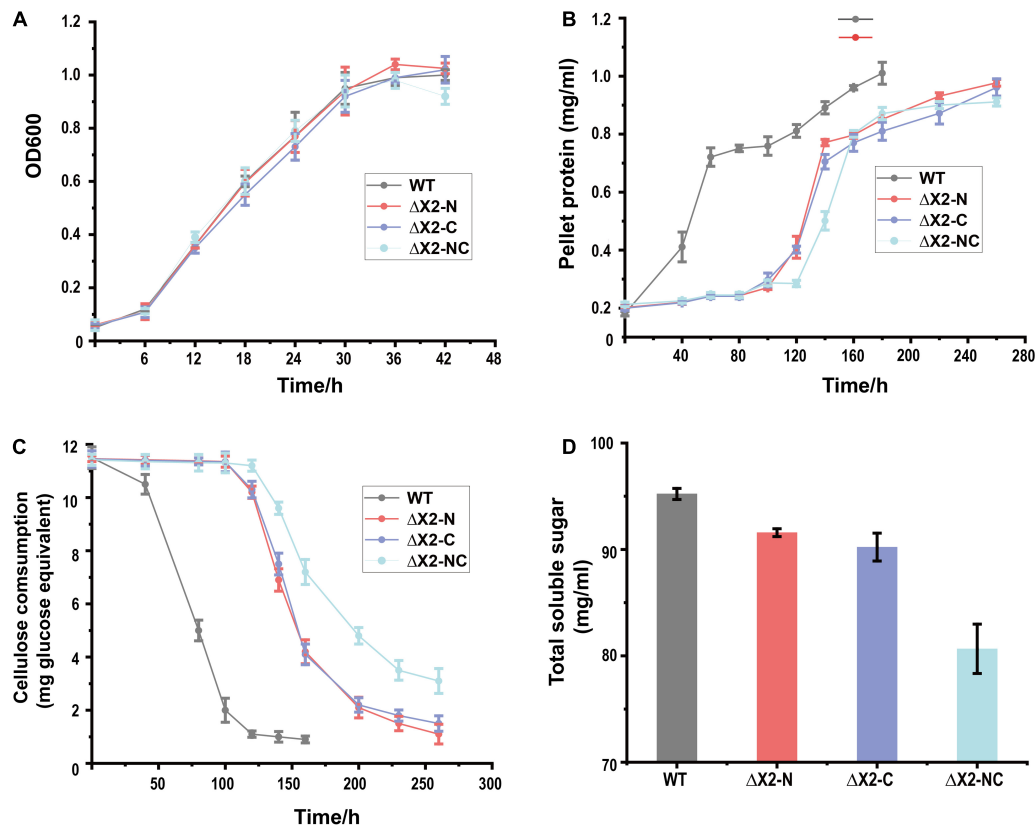 A
1.2
1.0
0.8
0.6
0.4
0.2
0
OD600
6 12 18 24 30 36 42 48
Time/h
WT
ΔX2-N
ΔX2-C
ΔX2-NC
B
1.2
1.0
0.8
0.6
0.4
0.2
0
Pellet protein (mg/ml)
40 80 120 160 200 240 280
Time/h
WT
ΔX2-N
ΔX2-C
ΔX2-NC
C
12
10
8
6
4
2
0
Cellulose comsumption
(mg glucose equivalent)
50 100 150 200 250 300
Time/h
WT
ΔX2-N
ΔX2-C
ΔX2-NC
D
100
90
80
70
Total soluble sugar
(mg/ml)
WT ΔX2-N ΔX2-C ΔX2-NC